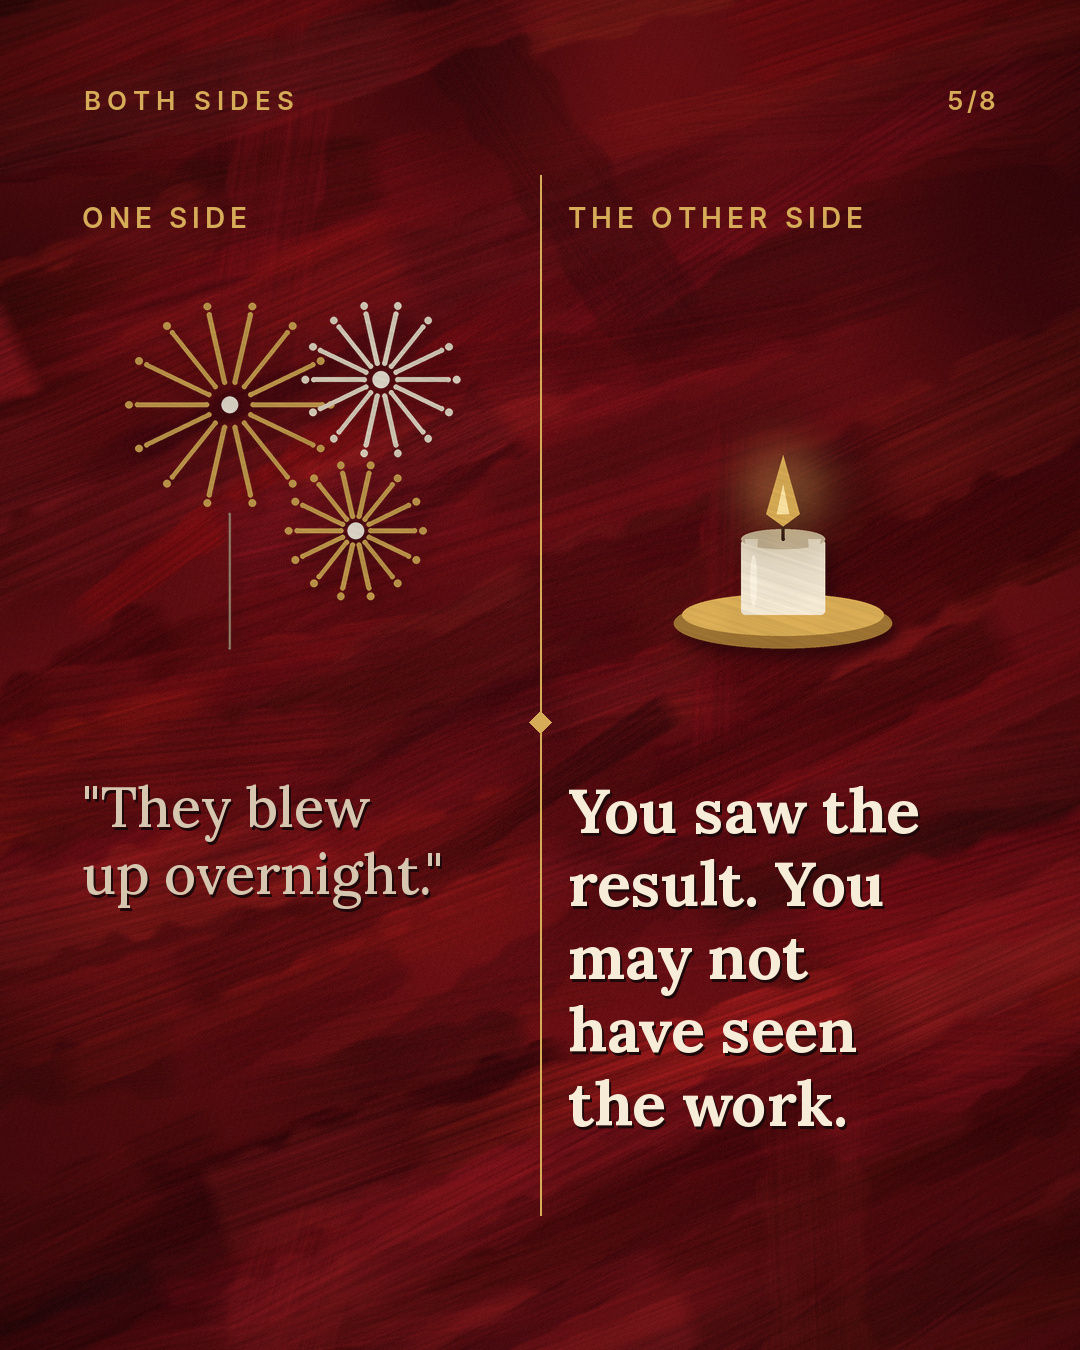 BOTH SIDES
5/8
ONE SIDE
"They blew
up overnight."
THE OTHER SIDE
You saw the
result. You
may not
have seen
the work.